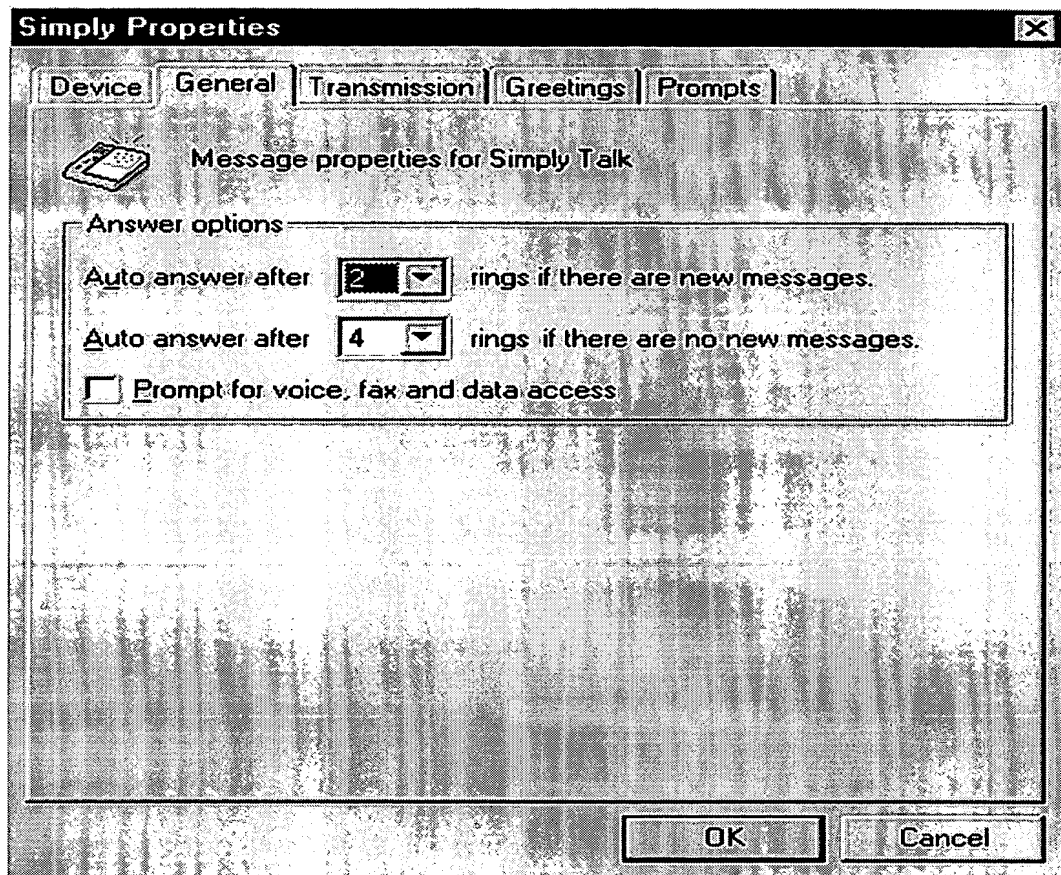 Simply Properties
Device General Transmission Greetings Prompts
Message properties for Simply Talk
Answer options
Auto answer after 2 rings if there are new messages.
Auto answer after 4 rings if there are no new messages.
Prompt for voice, fax and data access
OK Cancel